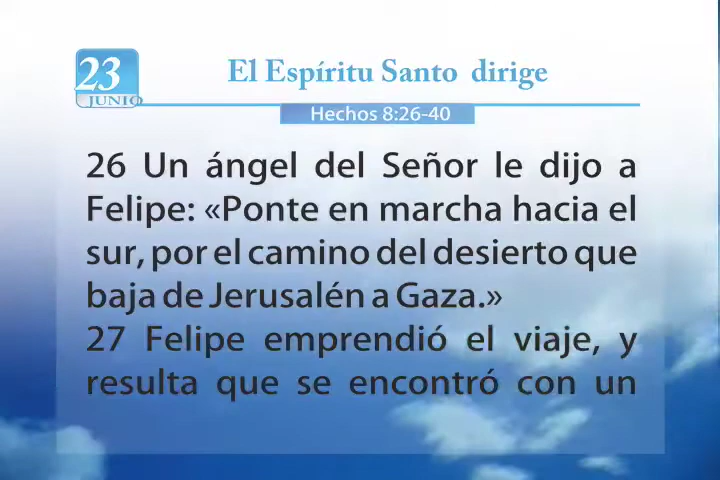 23
JUNIO
El Espíritu Santo dirige
Hechos 8:26-40
26 Un ángel del Señor le dijo a
Felipe: «Ponte en marcha hacia el
sur, por el camino del desierto que
baja de Jerusalén a Gaza.»
27 Felipe emprendió el viaje, y
resulta que se encontró con un